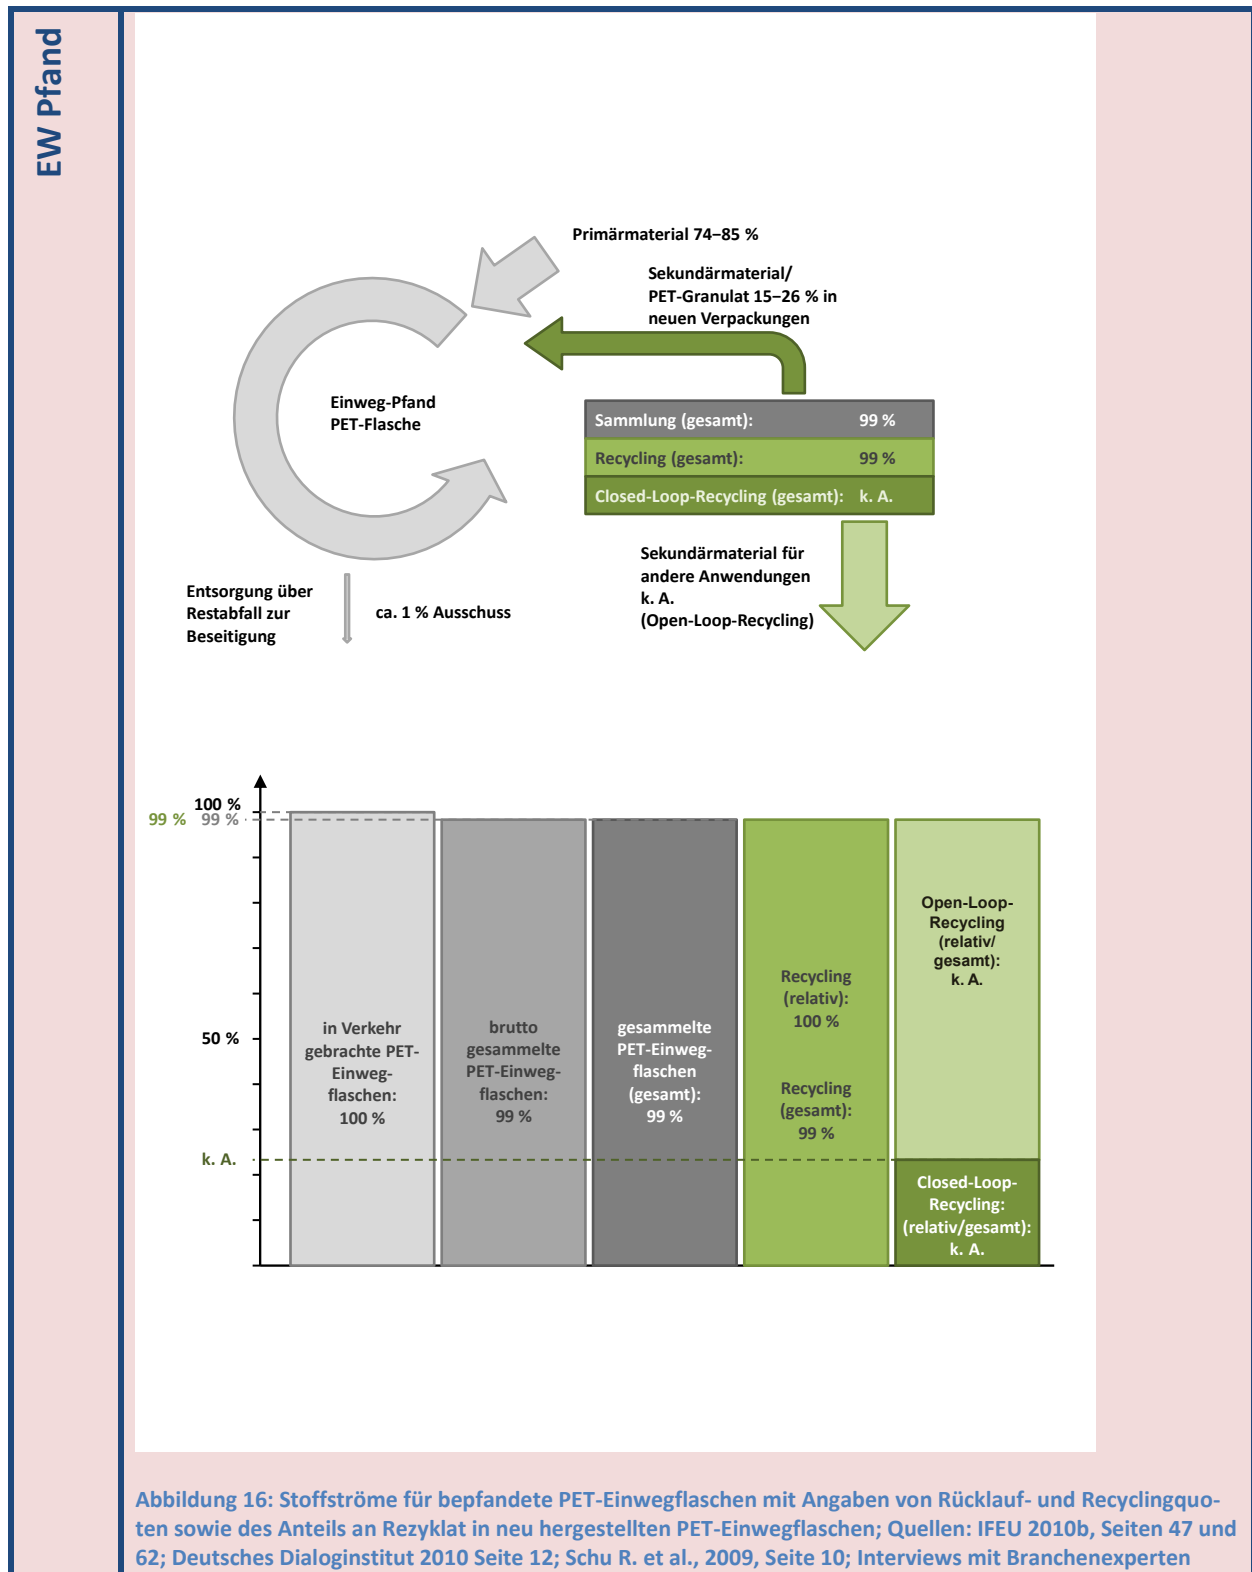 EW Pfand
Primärmaterial 74–85 %
Sekundärmaterial/
PET-Granulat 15–26 % in
neuen Verpackungen
Einweg-Pfand
PET-Flasche
Sammlung (gesamt): 99 %
Recycling (gesamt): 99 %
Closed-Loop-Recycling (gesamt): k. A.
Sekundärmaterial für
andere Anwendungen
k. A.
(Open-Loop-Recycling)
Entsorgung über
Restabfall zur
Beseitigung
ca. 1 % Ausschuss
100 %
99 % 99 %
50 %
k. A.
in Verkehr
gebrachte PET-
Einweg-
flaschen:
100 %
brutto
gesammelte
PET-Einweg-
flaschen:
99 %
gesammelte
PET-Einweg-
flaschen
(gesamt):
99 %
Recycling
(relativ):
100 %
Recycling
(gesamt):
99 %
Open-Loop-
Recycling
(relativ/
gesamt):
k. A.
Closed-Loop-
Recycling:
(relativ/gesamt):
k. A.
Abbildung 16: Stoffströme für bepfandete PET-Einwegflaschen mit Angaben von Rücklauf- und Recyclingquo-
ten sowie des Anteils an Rezyklat in neu hergestellten PET-Einwegflaschen; Quellen: IFEU 2010b, Seiten 47 und
62; Deutsches Dialoginstitut 2010 Seite 12; Schu R. et al., 2009, Seite 10; Interviews mit Branchenexperten